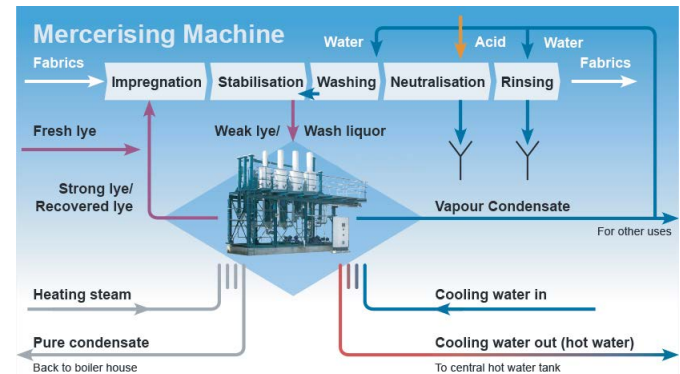 Mercerising Machine
Water
Acid
Water
Fabrics
Fabrics
Impregnation
Stabilisation
Washing
Neutralisation
Rinsing
Fresh lye
Weak lye/ Wash liquor
Strong lye/
Recovered lye
Vapour Condensate
For other uses
Heating steam
Cooling water in
Pure condensate
Back to boiler house
Cooling water out (hot water)
To central hot water tank